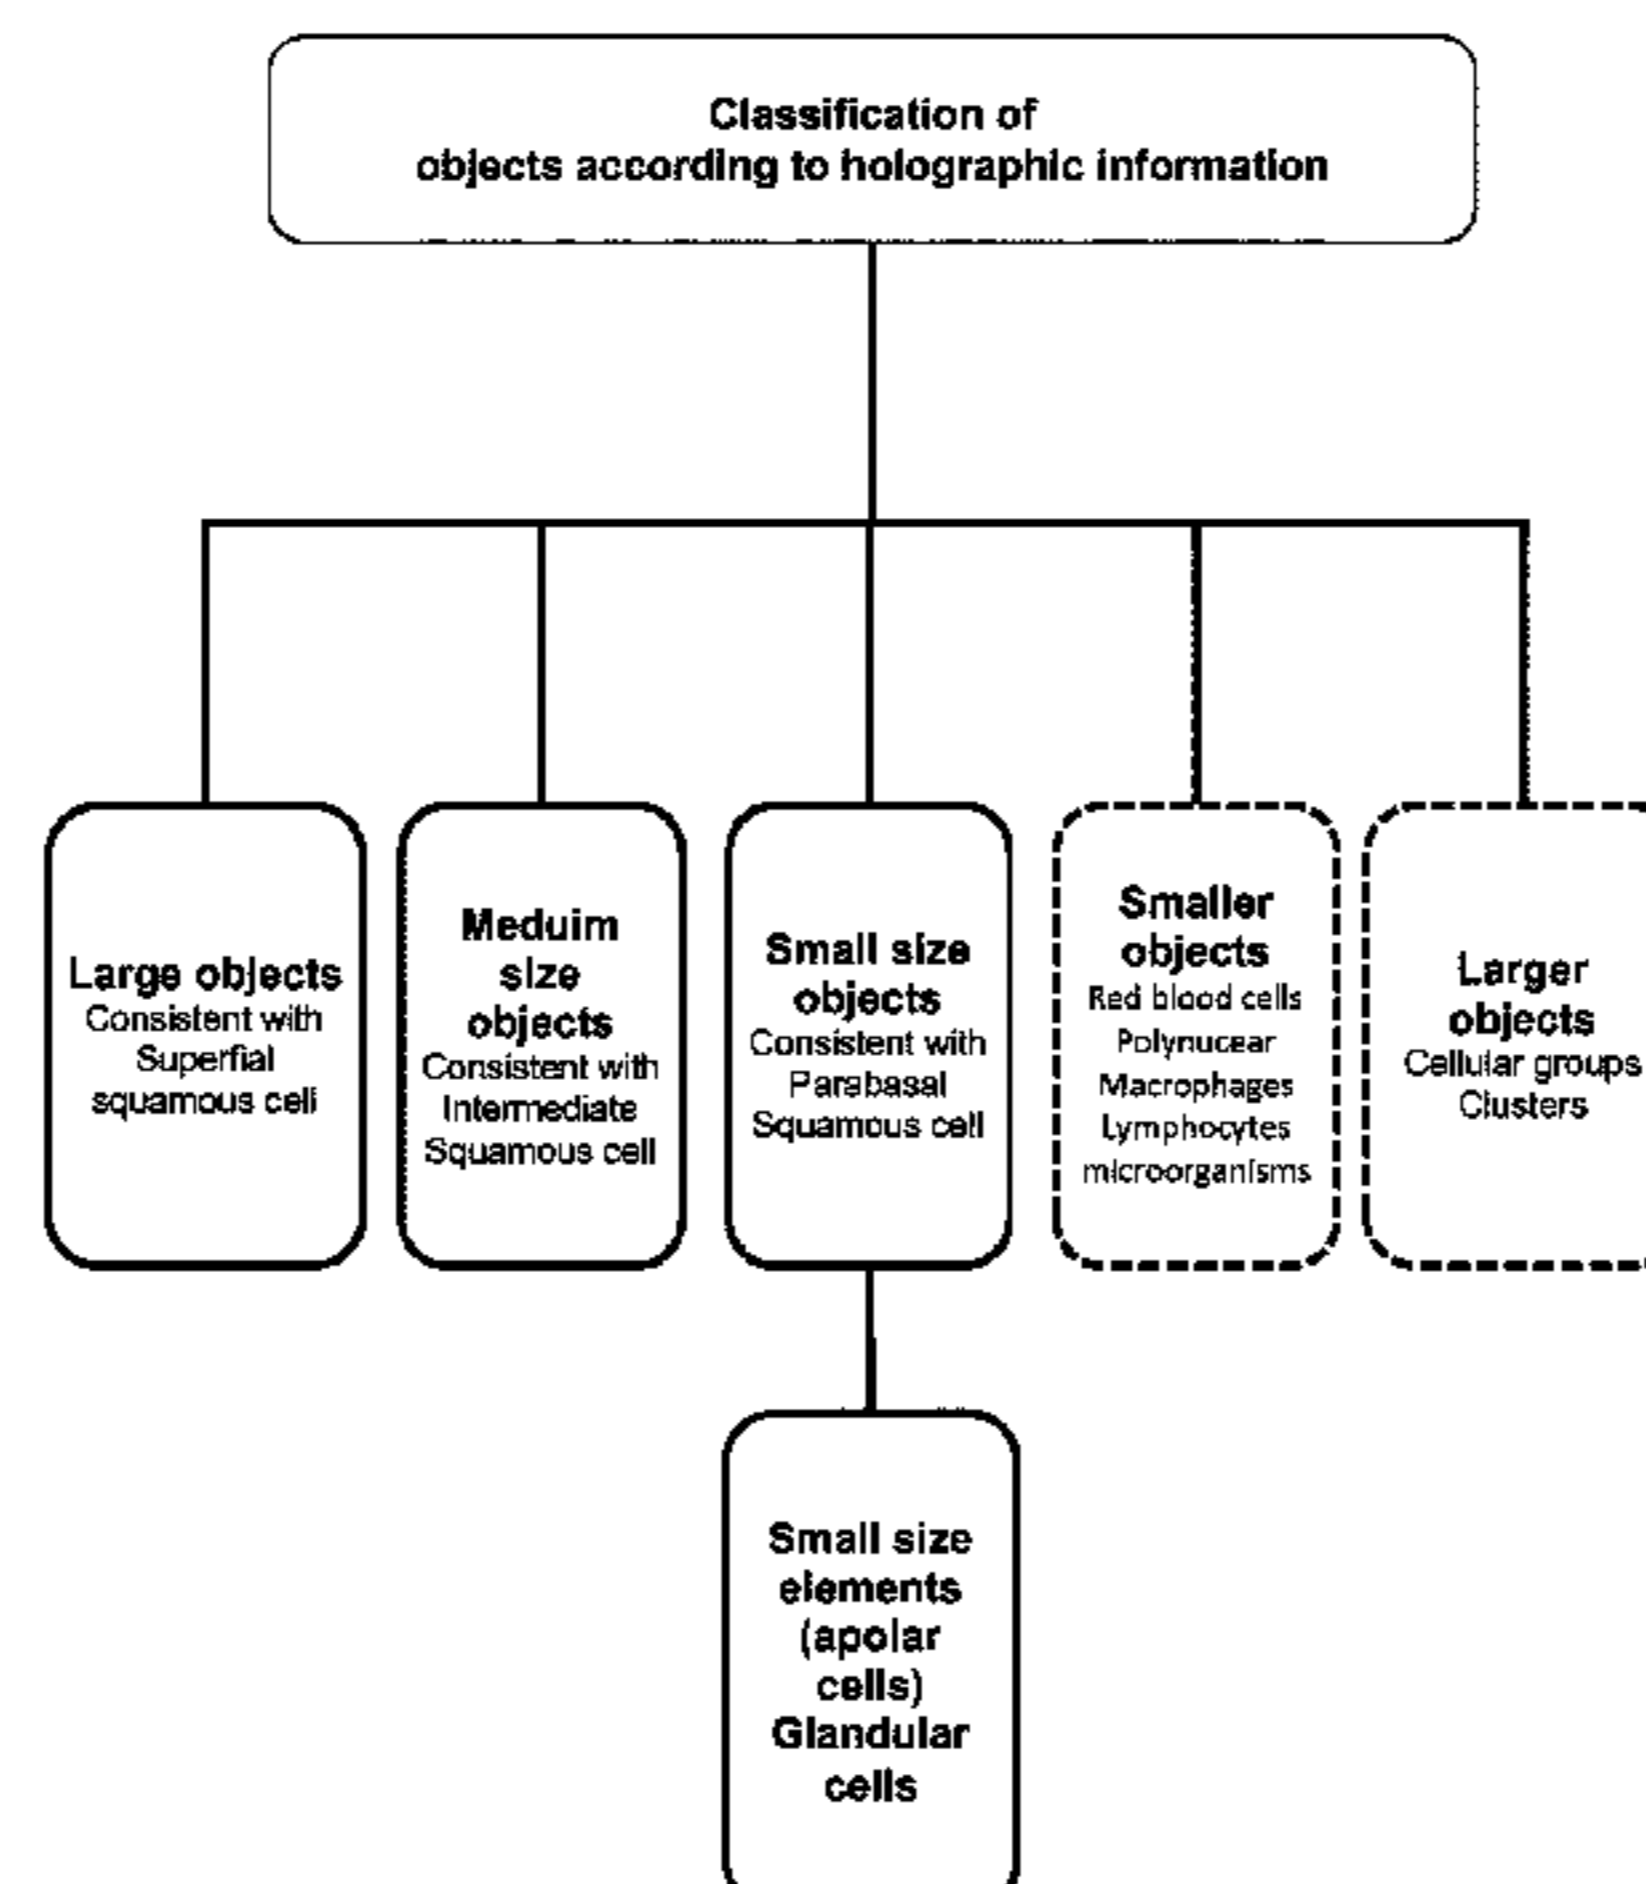 Classification of
objects according to holographic information
Large objects
Consistent with
Superfial
squamous cell
Meduim
size
objects
Consistent with
Intermediate
Squamous cell
Small size
objects
Consistent with
Parabasal
Squamous cell
Smaller
objects
Red blood cells
Polynucear
Macrophages
Lymphocytes
microorganisms
Larger
objects
Cellular groups
Clusters
Small size
elements
(apolar
cells)
Glandular
cells